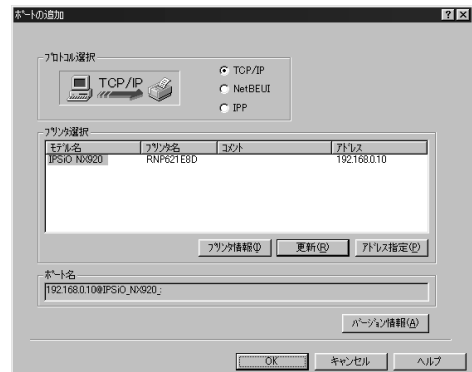 ポートの追加
プロトコル選択
TCP/IP
TCP/IP
NetBEUI
IPP
プリンタ選択
モデル名 プリンタ名 コメント アドレス
IPSiO NX920 RNP621E8D 192.168.0.10
プリンタ情報(I) 更新(R) アドレス指定(P)
ポート名
192.168.0.10@IPSiO_NX920_:
バージョン情報(A)
OK キャンセル ヘルプ